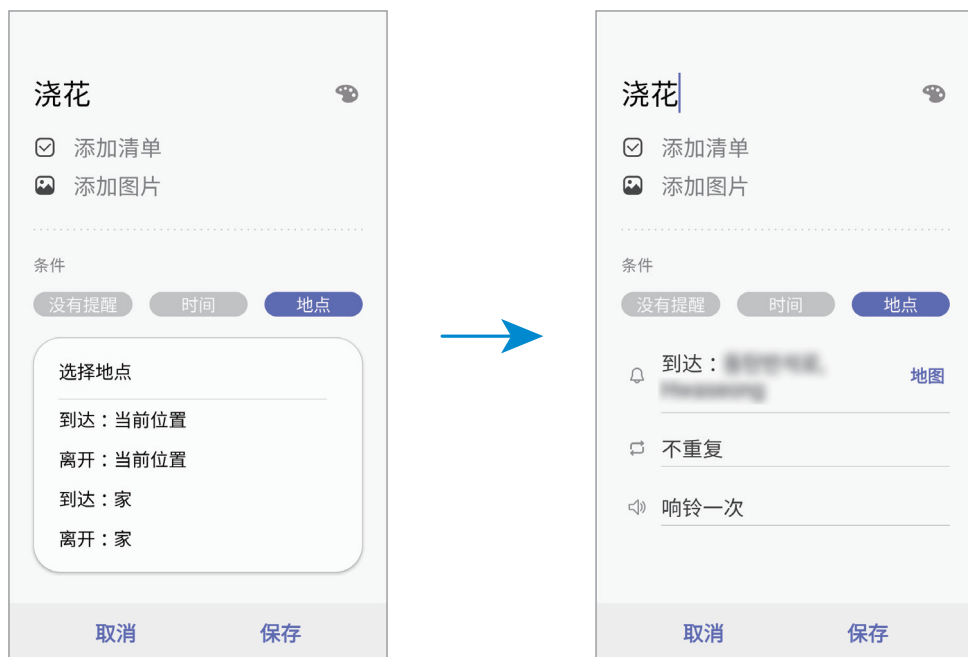 浇花
添加清单
添加图片
条件
没有提醒 时间 地点
选择地点
到达：当前位置
离开：当前位置
到达：家
离开：家
取消 保存
浇花
添加清单
添加图片
条件
没有提醒 时间 地点
到达：
地图
不重复
响铃一次
取消 保存